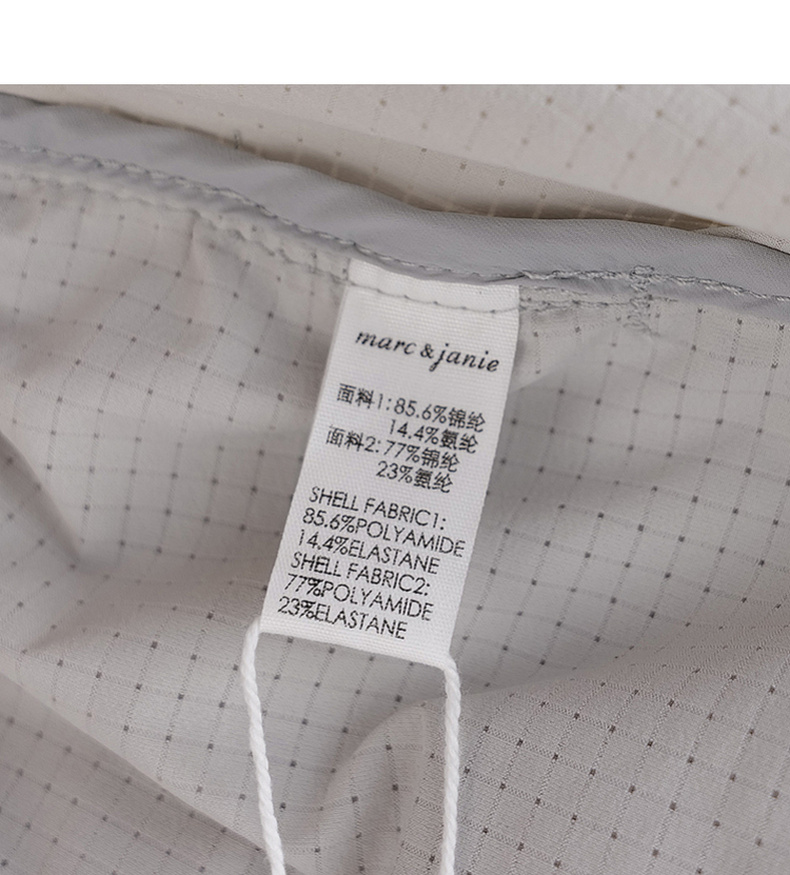 marc&janie
面料1:85.6%锦纶
14.4%氨纶
面料2:77%锦纶
23%氨纶
SHELL FABRIC1:
85.6%POLYAMIDE
14.4%ELASTANE
SHELL FABRIC2:
77%POLYAMIDE
23%ELASTANE